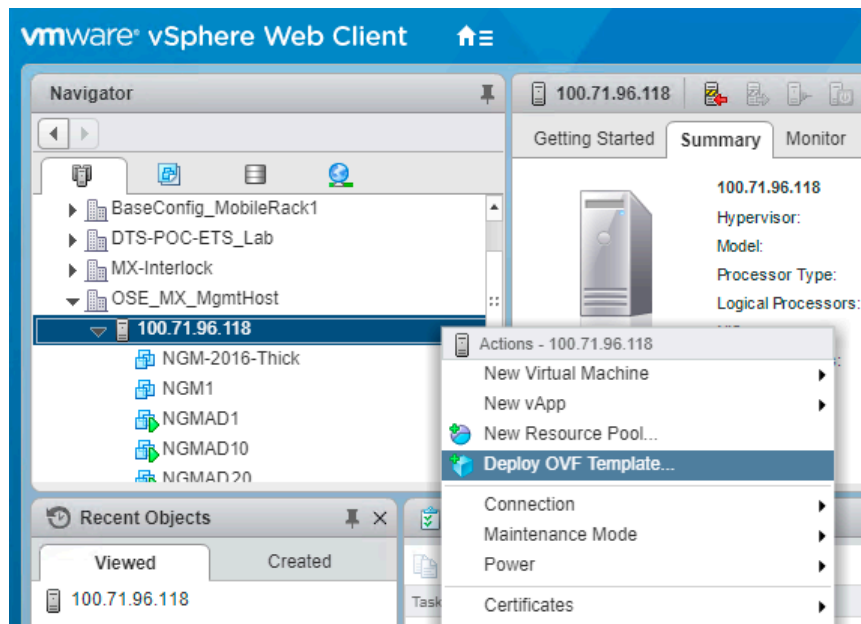 vmware® vSphere Web Client
Navigator
BaseConfig_MobileRack1
DTS-POC-ETS_Lab
MX-Interlock
OSE_MX_MgmtHost
100.71.96.118
NGM-2016-Thick
NGM1
NGMAD1
NGMAD10
NGMAD20
Recent Objects
Viewed
Created
100.71.96.118
100.71.96.118
Getting Started
Summary
Monitor
100.71.96.118
Hypervisor:
Model:
Processor Type:
Logical Processors:
Actions - 100.71.96.118
New Virtual Machine
New vApp
New Resource Pool...
Deploy OVF Template...
Connection
Maintenance Mode
Power
Certificates
Task